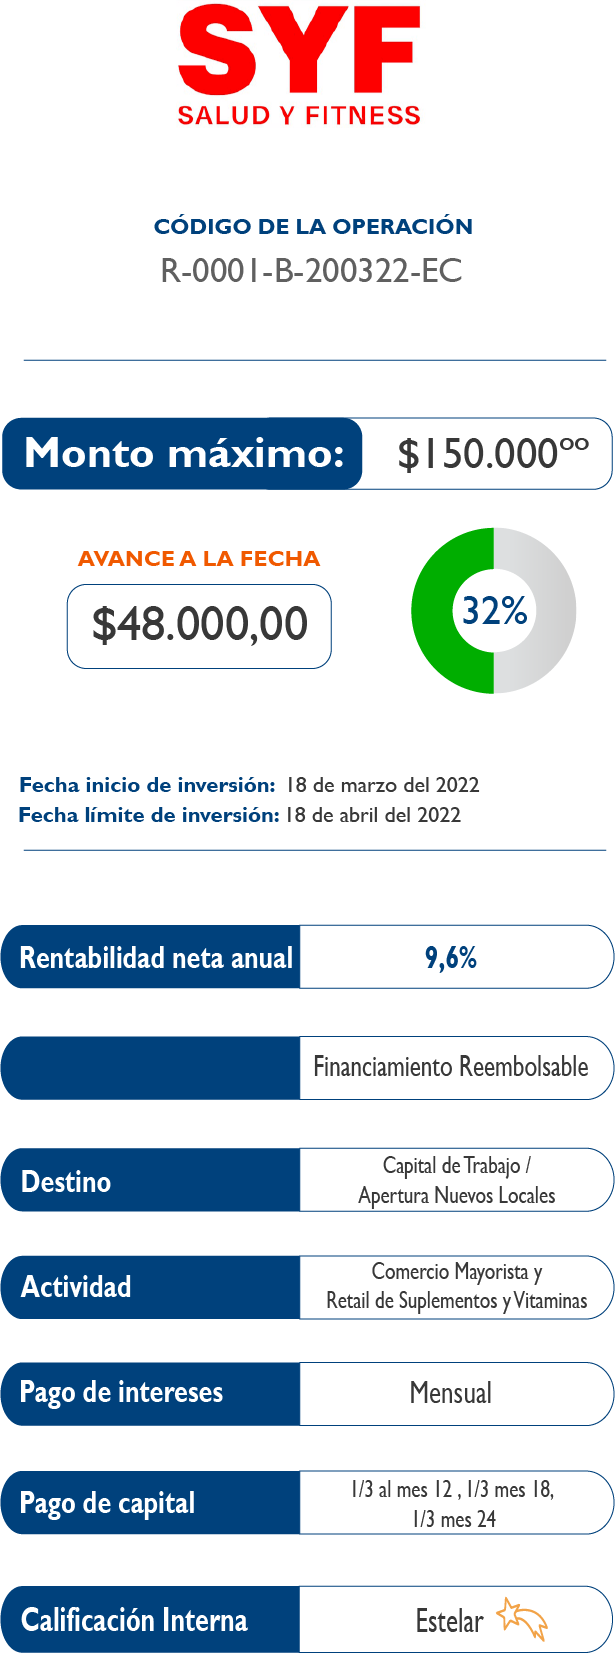 SYF
SALUD Y FITNESS
CÓDIGO DE LA OPERACIÓN
R-0001-B-200322-EC
Monto máximo: $150.000ºº
AVANCE A LA FECHA
$48.000,00
32%
Fecha inicio de inversión: 18 de marzo del 2022
Fecha límite de inversión: 18 de abril del 2022
Rentabilidad neta anual 9,6%
Financiamiento Reembolsable
Destino
Capital de Trabajo /
Apertura Nuevos Locales
Actividad
Comercio Mayorista y
Retail de Suplementos y Vitaminas
Pago de intereses Mensual
Pago de capital
1/3 al mes 12 , 1/3 mes 18,
1/3 mes 24
Calificación Interna Estelar